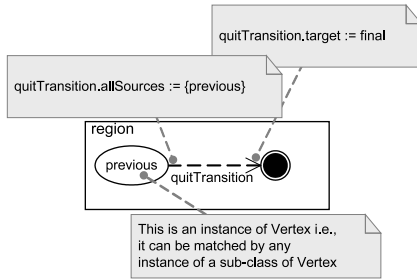 quitTransition.target := final
quitTransition.allSources := {previous}
region
previous
quitTransition
This is an instance of Vertex i.e.,
it can be matched by any
instance of a sub-class of Vertex